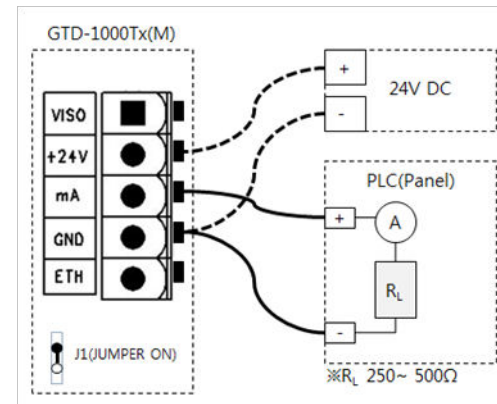 GTD-1000Tx(M)
VISO
+24V
mA
GND
ETH
J1(JUMPER ON)
+
24V DC
-
PLC(Panel)
+
A
RL
-
※RL 250~ 500Ω